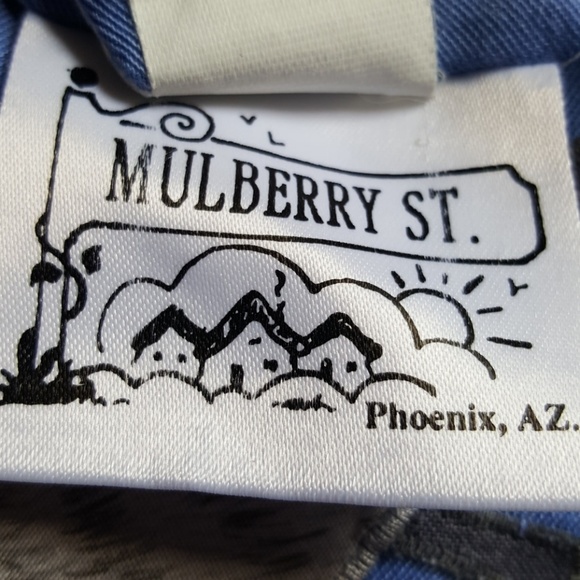 MULBERRY ST.
Phoenix, AZ.